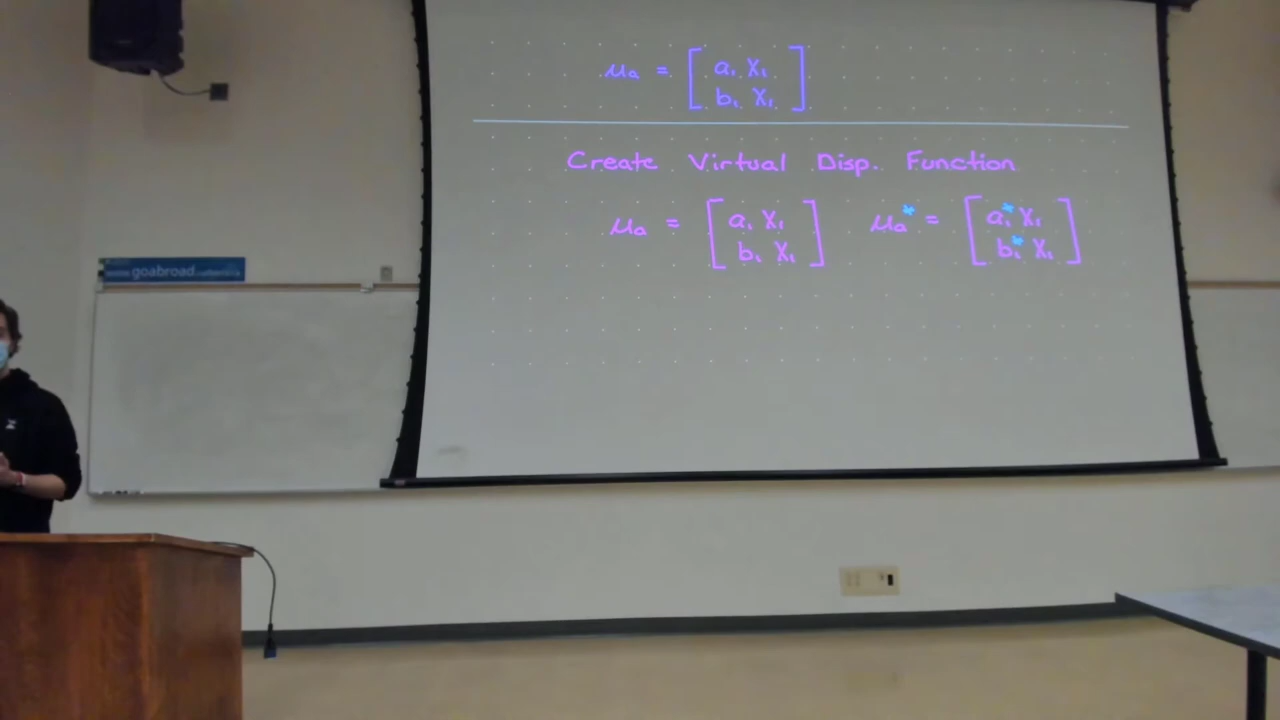 uₐ = [ a₁ X₁
b₁ X₁ ]
Create Virtual Disp. Function
uₐ = [ a₁ X₁
b₁ X₁ ]
uₐ* = [ a₁* X₁
b₁* X₁ ]
goabroad